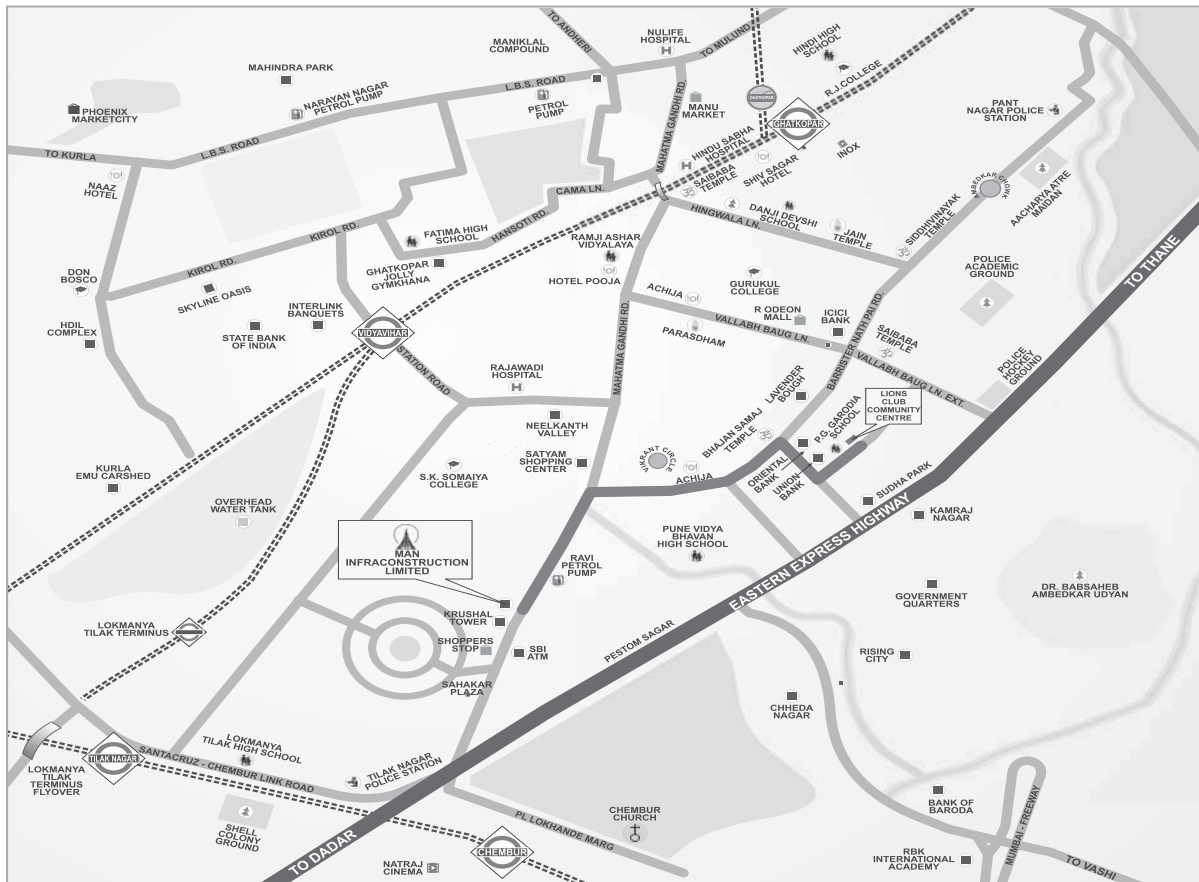 TO ANDHERI
MANIKLAL
COMPOUND
NULIFE
HOSPITAL
TO MULUND
HINDI HIGH
SCHOOL
MAHINDRA PARK
L.B.S. ROAD
NARAYAN NAGAR
PETROL PUMP
PETROL
PUMP
MAHATMA GANDHI RD.
MANU
MARKET
GHATKOPAR
R.J.COLLEGE
GHATKOPAR
PHOENIX
MARKETCITY
PANT
NAGAR POLICE
STATION
TO KURLA
L.B.S. ROAD
HINDU SABHA
HOSPITAL
INOX
NAAZ
HOTEL
CAMA LN.
SAIBABA
TEMPLE
SHIV SAGAR
HOTEL
AACHARYA ATRE
MAIDAN
HANSOTI RD.
HINGWALA LN.
DANJI DEVSHI
SCHOOL
JAIN
TEMPLE
SIDDHIVINAYAK
TEMPLE
KIROL RD.
FATIMA HIGH
SCHOOL
RAMJI ASHAR
VIDYALAYA
HOTEL POOJA
KIROL RD.
GHATKOPAR
JOLLY
GYMKHANA
DON
BOSCO
SKYLINE OASIS
GURUKUL
COLLEGE
POLICE
ACADEMIC
GROUND
TO THANE
HDIL
COMPLEX
INTERLINK
BANQUETS
STATE BANK
OF INDIA
VIDYAVIHAR
STATION ROAD
ACHIJA
PARASDHAM
R ODEON
MALL
ICICI
BANK
VALLABH BAUG LN.
BARRISTER NATH PAI RD.
SAIBABA
TEMPLE
VALLABH BAUG LN. EXT.
POLICE
HOCKEY
GROUND
RAJAWADI
HOSPITAL
MAHATMA GANDHI RD.
LAVENDER
BOUGH
LIONS
CLUB
COMMUNITY
CENTRE
P.G. GARODIA
SCHOOL
NEELKANTH
VALLEY
BHAJAN SAMAJ
TEMPLE
SATYAM
SHOPPING
CENTER
VIKRANT CIRCLE
ACHIJA
ORIENTAL
BANK
UNION
BANK
SUDHA PARK
KURLA
EMU CARSHED
S.K. SOMAIYA
COLLEGE
KAMRAJ
NAGAR
OVERHEAD
WATER TANK
EASTERN EXPRESS HIGHWAY
MAN
INFRACONSTRUCTION
LIMITED
PUNE VIDYA
BHAVAN
HIGH SCHOOL
RAVI
PETROL
PUMP
GOVERNMENT
QUARTERS
DR. BABSAHEB
AMBEDKAR UDYAN
LOKMANYA
TILAK TERMINUS
KRUSHAL
TOWER
SHOPPERS
STOP
SBI
ATM
PESTOM SAGAR
RISING
CITY
SAHAKAR
PLAZA
CHHEDA
NAGAR
TILAK NAGAR
LOKMANYA
TILAK HIGH SCHOOL
SANTACRUZ - CHEMBUR LINK ROAD
TILAK NAGAR
POLICE STATION
LOKMANYA
TILAK
TERMINUS
FLYOVER
SHELL
COLONY
GROUND
TO DADAR
PL LOKHANDE MARG
CHEMBUR
CHURCH
BANK OF
BARODA
MUMBAI - FREEWAY
CHEMBUR
NATRAJ
CINEMA
RBK
INTERNATIONAL
ACADEMY
TO VASHI